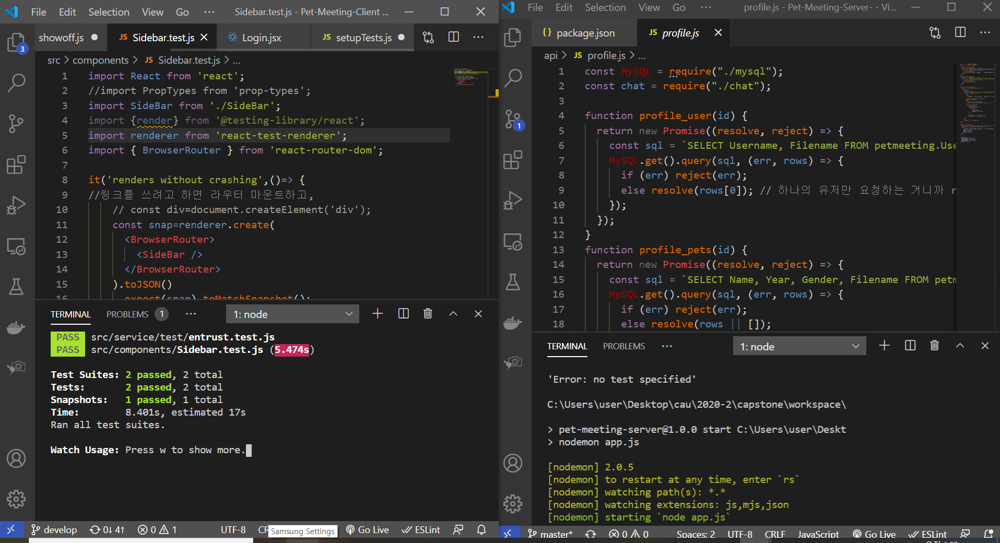 File Edit Selection View Go ··· Sidebar.test.js - Pet-Meeting-Client ...
showoff.js JS Sidebar.test.js Login.jsx JS setupTests.js
src > components > JS Sidebar.test.js > ...
1 import React from 'react';
2 //import PropTypes from 'prop-types';
3 import SideBar from './SideBar';
4 import {render} from '@testing-library/react';
5 import renderer from 'react-test-renderer';
6 import { BrowserRouter } from 'react-router-dom';
7
8 it('renders without crashing',()=> {
9 //링크를 쓰려고 하면 라우터 마운트하고,
10 // const div=document.createElement('div');
11 const snap=renderer.create(
12 <BrowserRouter>
13 <SideBar />
14 </BrowserRouter>
15 ).toJSON()
16 expect(snap).toMatchSnapshot();
3
TERMINAL PROBLEMS 1 ··· 1: node
PASS src/service/test/entrust.test.js
PASS src/components/Sidebar.test.js (5.474s)
Test Suites: 2 passed, 2 total
Tests: 2 passed, 2 total
Snapshots: 1 passed, 1 total
Time: 8.401s, estimated 17s
Ran all test suites.
Watch Usage: Press w to show more.
develop 0↓ 4↑ 0 1 UTF-8 CR Samsung Settings Go Live ESLint
File Edit Selection View Go ··· profile.js - Pet-Meeting-Server- - Vi...
{} package.json JS profile.js
api > JS profile.js > ...
1 const MySQL = require("./mysql");
2 const chat = require("./chat");
3
4 function profile_user(id) {
5 return new Promise((resolve, reject) => {
6 const sql = `SELECT Username, Filename FROM petmeeting.Use
7 MySQL.get().query(sql, (err, rows) => {
8 if (err) reject(err);
9 else resolve(rows[0]); // 하나의 유저만 요청하는 거니까 r
10 });
11 });
12 }
13 function profile_pets(id) {
14 return new Promise((resolve, reject) => {
15 const sql = `SELECT Name, Year, Gender, Filename FROM petm
16 MySQL.get().query(sql, (err, rows) => {
17 if (err) reject(err);
18 else resolve(rows || []);
1
TERMINAL PROBLEMS ··· 1: node
'Error: no test specified'
C:\Users\user\Desktop\cau\2020-2\capstone\workspace\
> pet-meeting-server@1.0.0 start C:\Users\user\Deskt
> nodemon app.js
[nodemon] 2.0.5
[nodemon] to restart at any time, enter `rs`
[nodemon] watching path(s): *.*
[nodemon] watching extensions: js,mjs,json
[nodemon] starting `node app.js`
master* 0 0 Spaces: 2 UTF-8 CRLF JavaScript Go Live ESLint